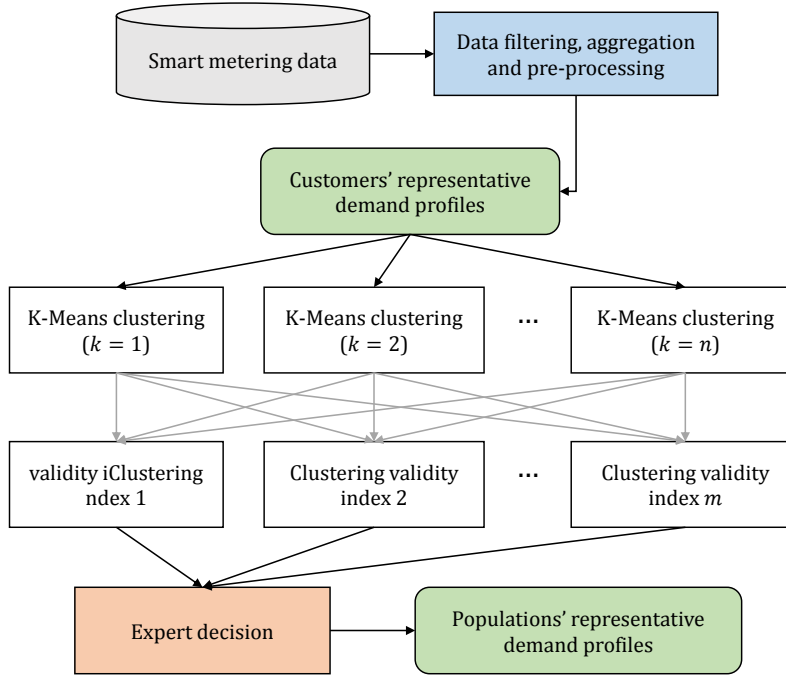 Smart metering data
Data filtering, aggregation
and pre-processing
Customers’ representative
demand profiles
K-Means clustering
(k = 1)
K-Means clustering
(k = 2)
...
K-Means clustering
(k = n)
validity iClustering
ndex 1
Clustering validity
index 2
...
Clustering validity
index m
Expert decision
Populations’ representative
demand profiles